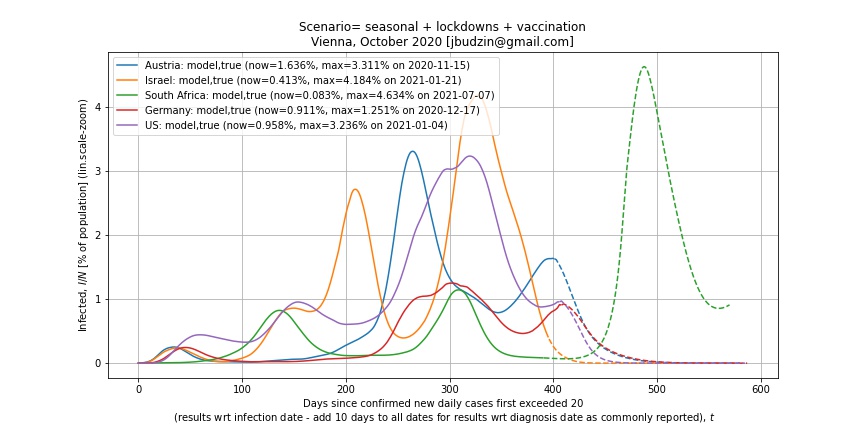 Scenario= seasonal + lockdowns + vaccination
Vienna, October 2020 [jbudzin@gmail.com]
Austria: model,true (now=1.636%, max=3.311% on 2020-11-15)
Israel: model,true (now=0.413%, max=4.184% on 2021-01-21)
South Africa: model,true (now=0.083%, max=4.634% on 2021-07-07)
Germany: model,true (now=0.911%, max=1.251% on 2020-12-17)
US: model,true (now=0.958%, max=3.236% on 2021-01-04)
Infected, I/N [% of population] (lin.scale-zoom)
4
3
2
1
0
0 100 200 300 400 500 600
Days since confirmed new daily cases first exceeded 20
(results wrt infection date - add 10 days to all dates for results wrt diagnosis date as commonly reported), t